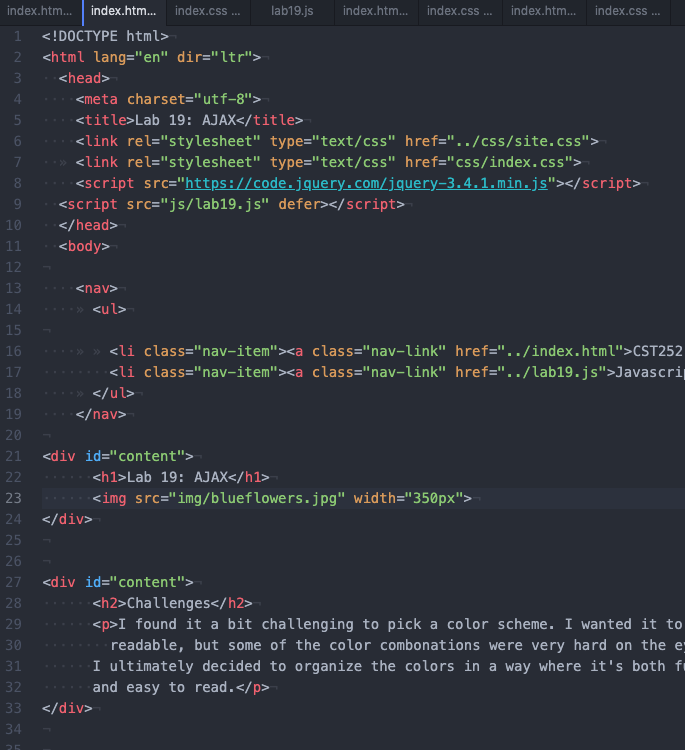 index.htm... index.htm... index.css ... lab19.js index.htm... index.css ... index.htm... index.css ...
1 <!DOCTYPE html>
2 <html lang="en" dir="ltr">
3 <head>
4 <meta charset="utf-8">
5 <title>Lab 19: AJAX</title>
6 <link rel="stylesheet" type="text/css" href="../css/site.css">
7 <link rel="stylesheet" type="text/css" href="css/index.css">
8 <script src="https://code.jquery.com/jquery-3.4.1.min.js"></script>
9 <script src="js/lab19.js" defer></script>
10 </head>
11 <body>
12
13 <nav>
14 <ul>
15
16 <li class="nav-item"><a class="nav-link" href="../index.html">CST252
17 <li class="nav-item"><a class="nav-link" href="../lab19.js">Javascrip
18 </ul>
19 </nav>
20
21 <div id="content">
22 <h1>Lab 19: AJAX</h1>
23 <img src="img/blueflowers.jpg" width="350px">
24 </div>
25
26
27 <div id="content">
28 <h2>Challenges</h2>
29 <p>I found it a bit challenging to pick a color scheme. I wanted it to
30 readable, but some of the color combonations were very hard on the ey
31 I ultimately decided to organize the colors in a way where it's both fu
32 and easy to read.</p>
33 </div>
34
35